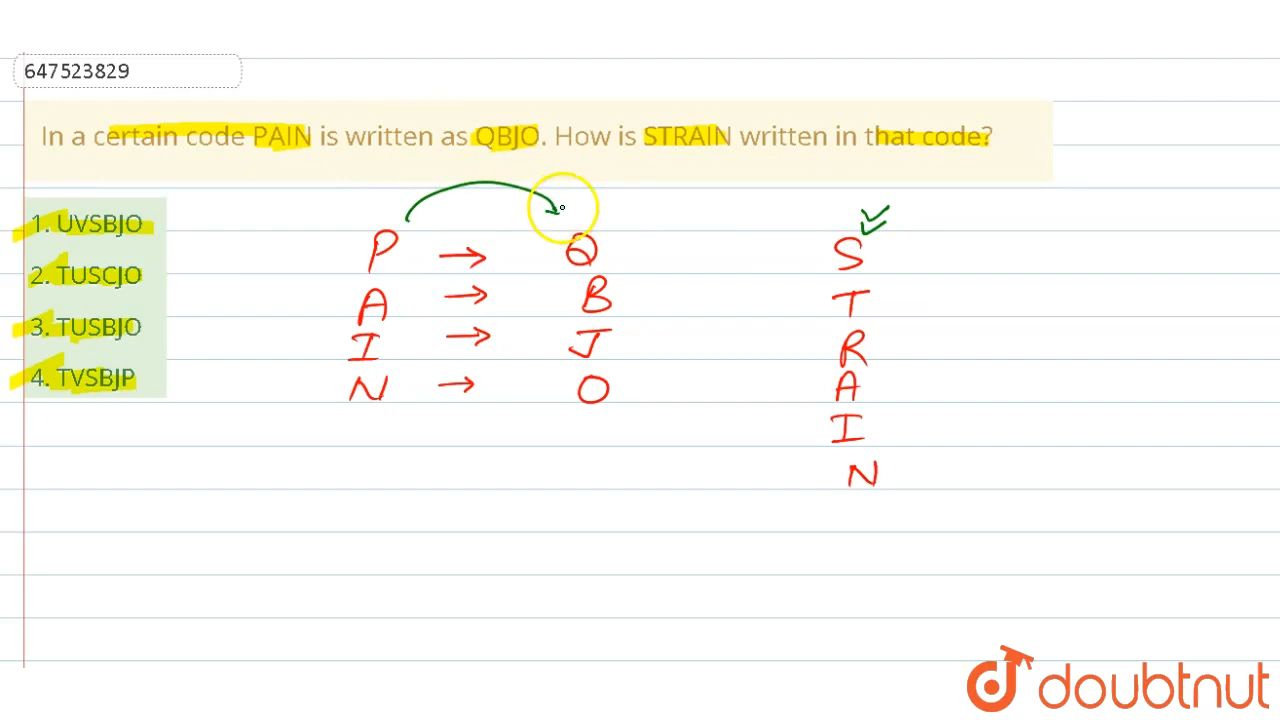 647523829
In a certain code PAIN is written as QBJO. How is STRAIN written in that code?
1. UVSBJO
2. TUSCJO
3. TUSBJO
4. TVSBJP
P → Q
A → B
I → J
N → O
S
T
R
A
I
N
doubtnut